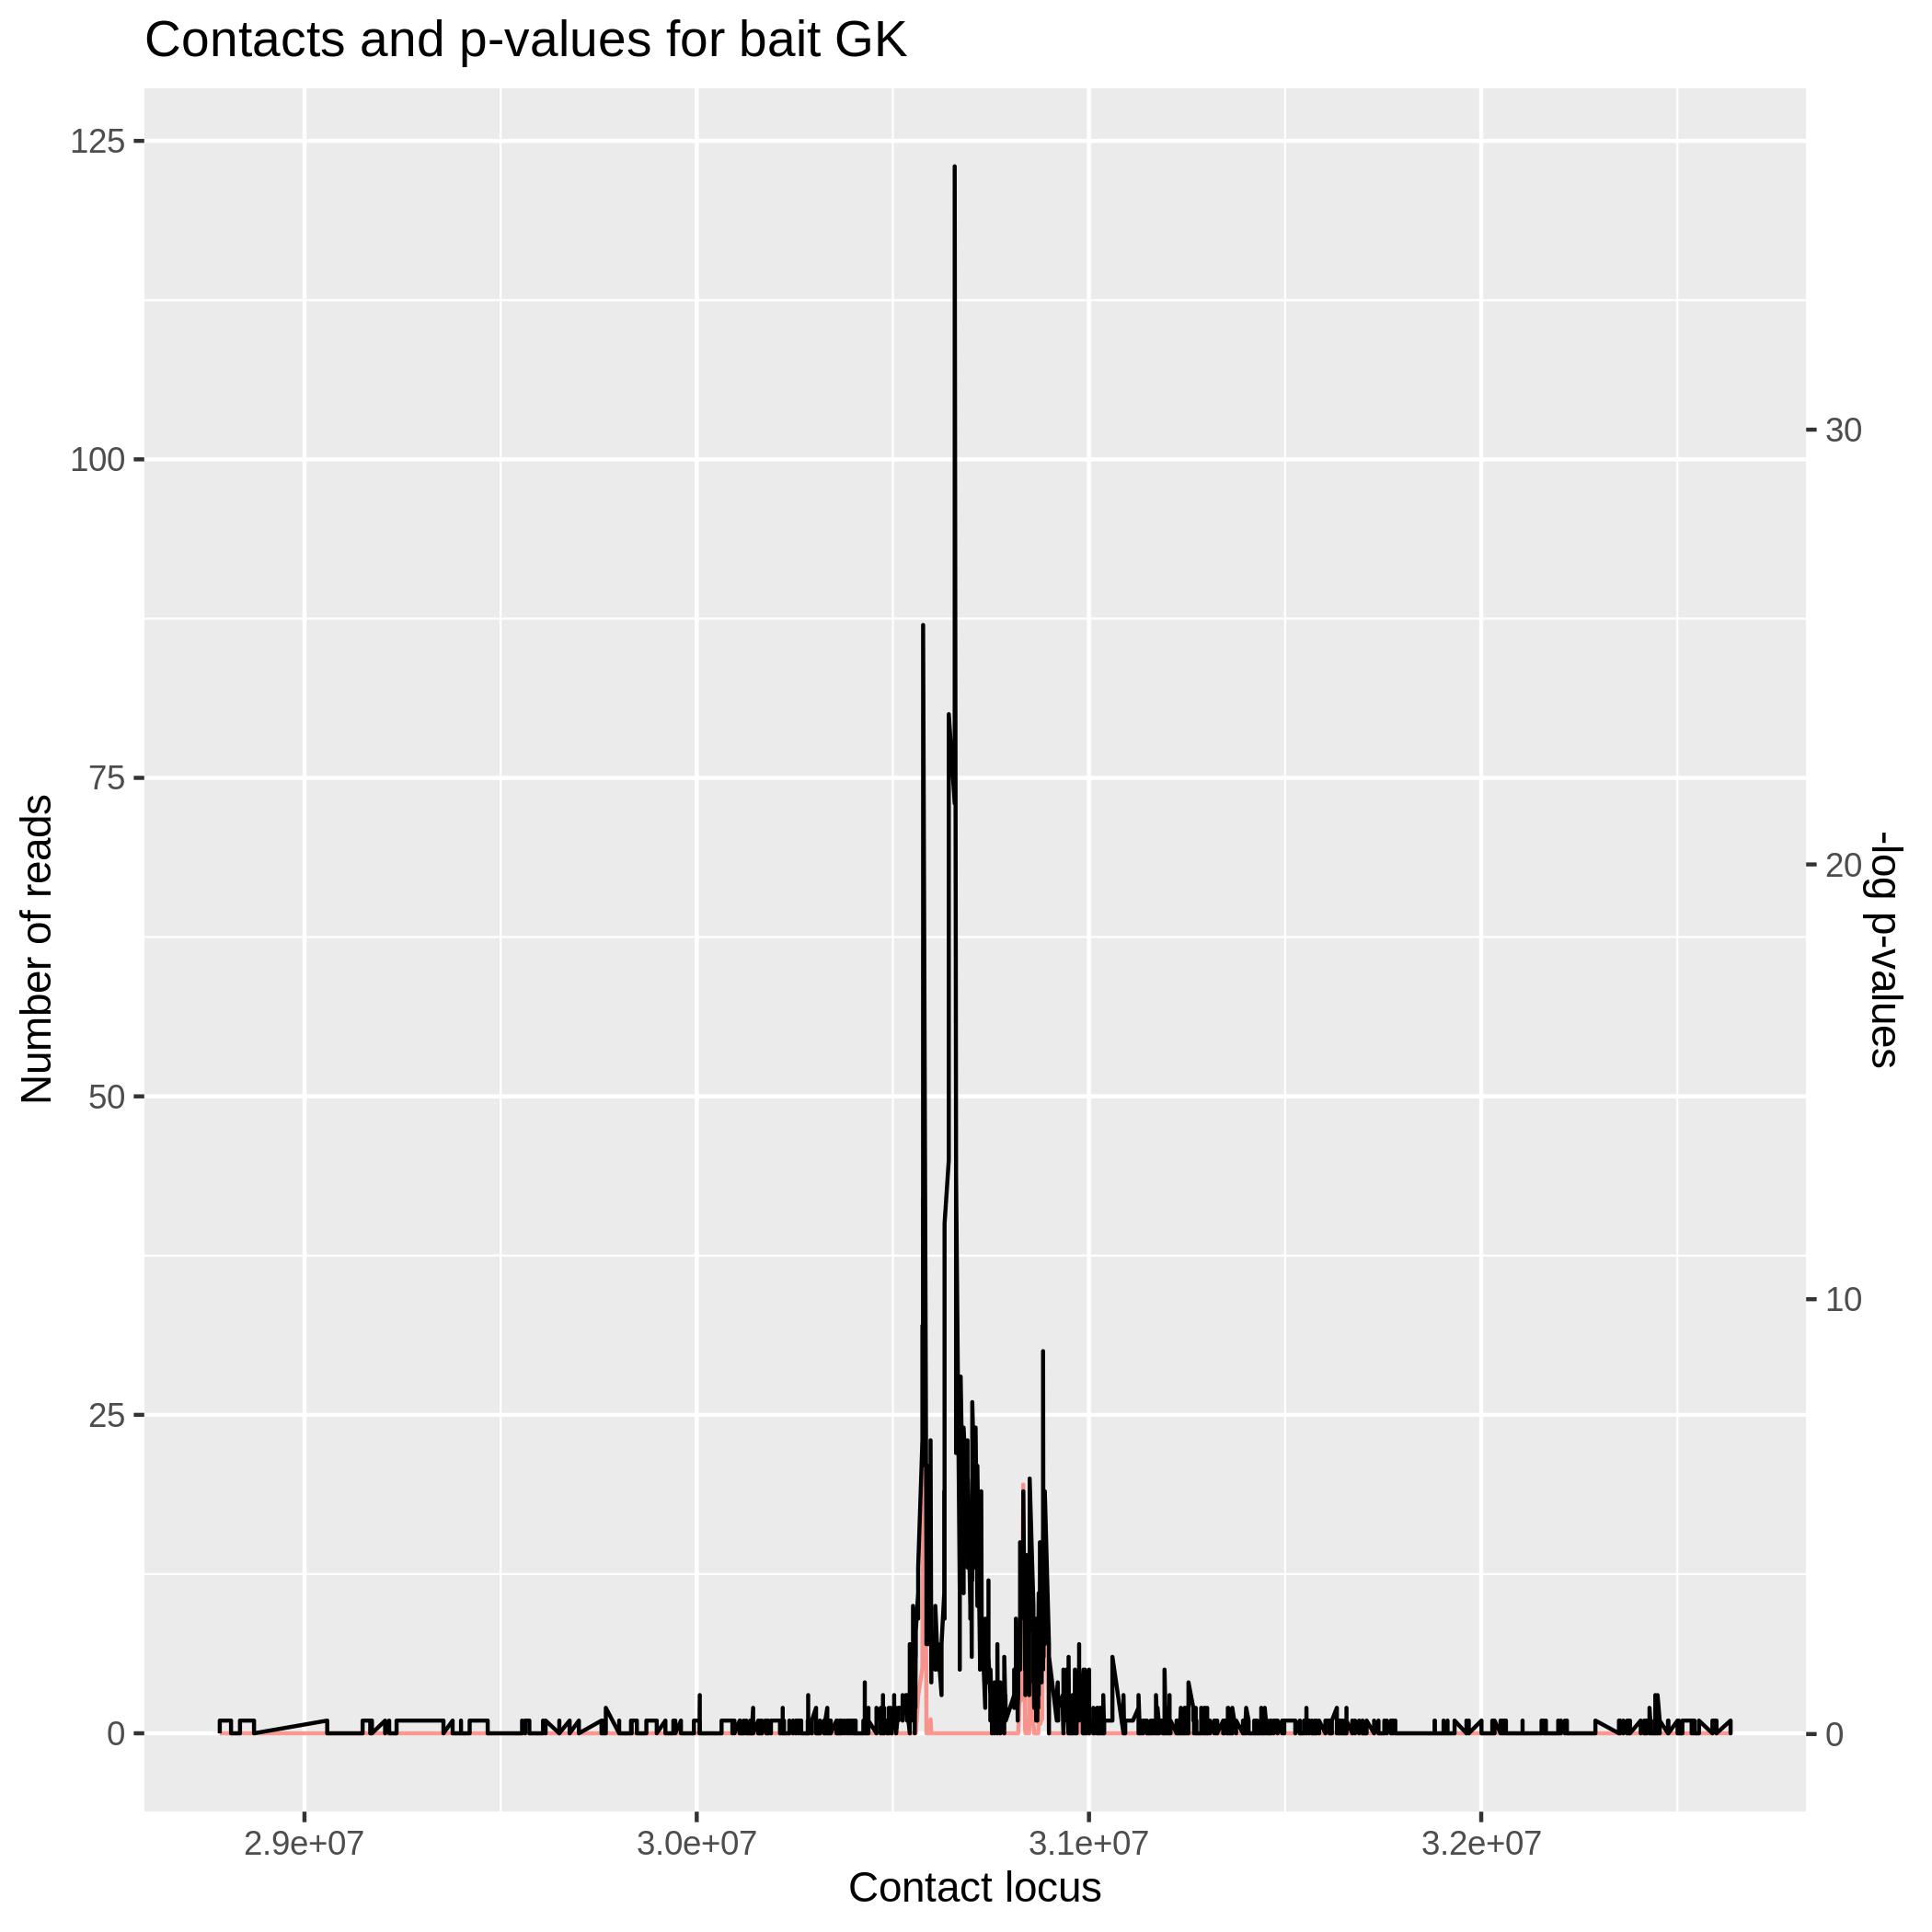 Contacts and p-values for bait GK
125
100
75
50
25
0
Number of reads
30
20
10
0
-log p-values
2.9e+07 3.0e+07 3.1e+07 3.2e+07
Contact locus